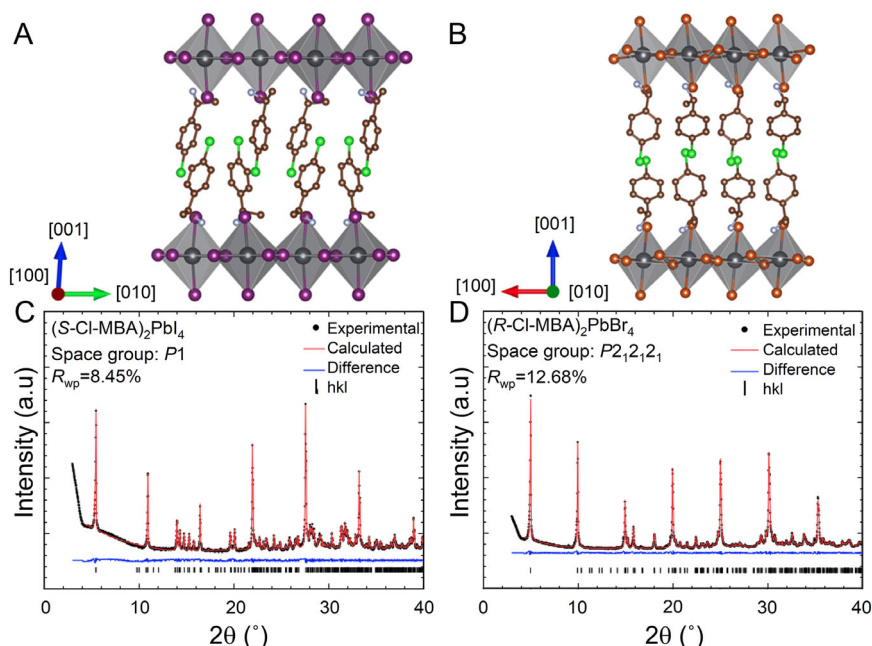 A
B
[001]
[100]
[010]
[001]
[100]
[010]
C
(S-Cl-MBA)₂PbI₄
Space group: P1
Rwp=8.45%
Experimental
Calculated
Difference
hkl
Intensity (a.u)
0 10 20 30 40
2θ (°)
D
(R-Cl-MBA)₂PbBr₄
Space group: P2₁2₁2₁
Rwp=12.68%
Experimental
Calculated
Difference
hkl
Intensity (a.u)
0 10 20 30 40
2θ (°)